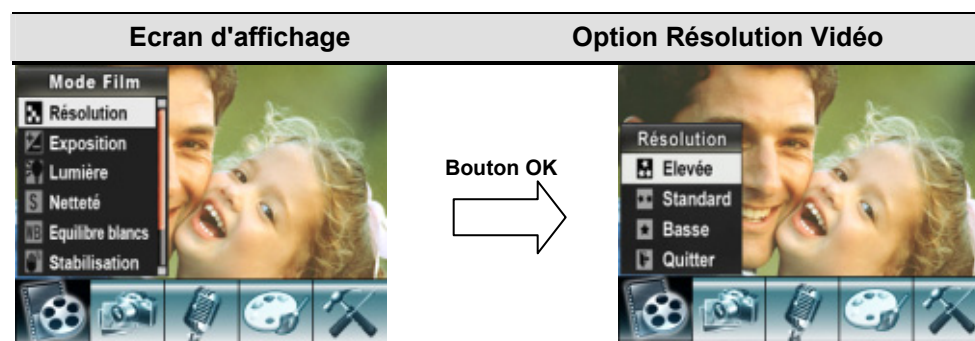 Ecran d'affichage
Option Résolution Vidéo
Mode Film
Résolution
Exposition
Lumière
S Netteté
NB Equilibre blancs
Stabilisation
Bouton OK
Résolution
Elevée
Standard
Basse
Quitter